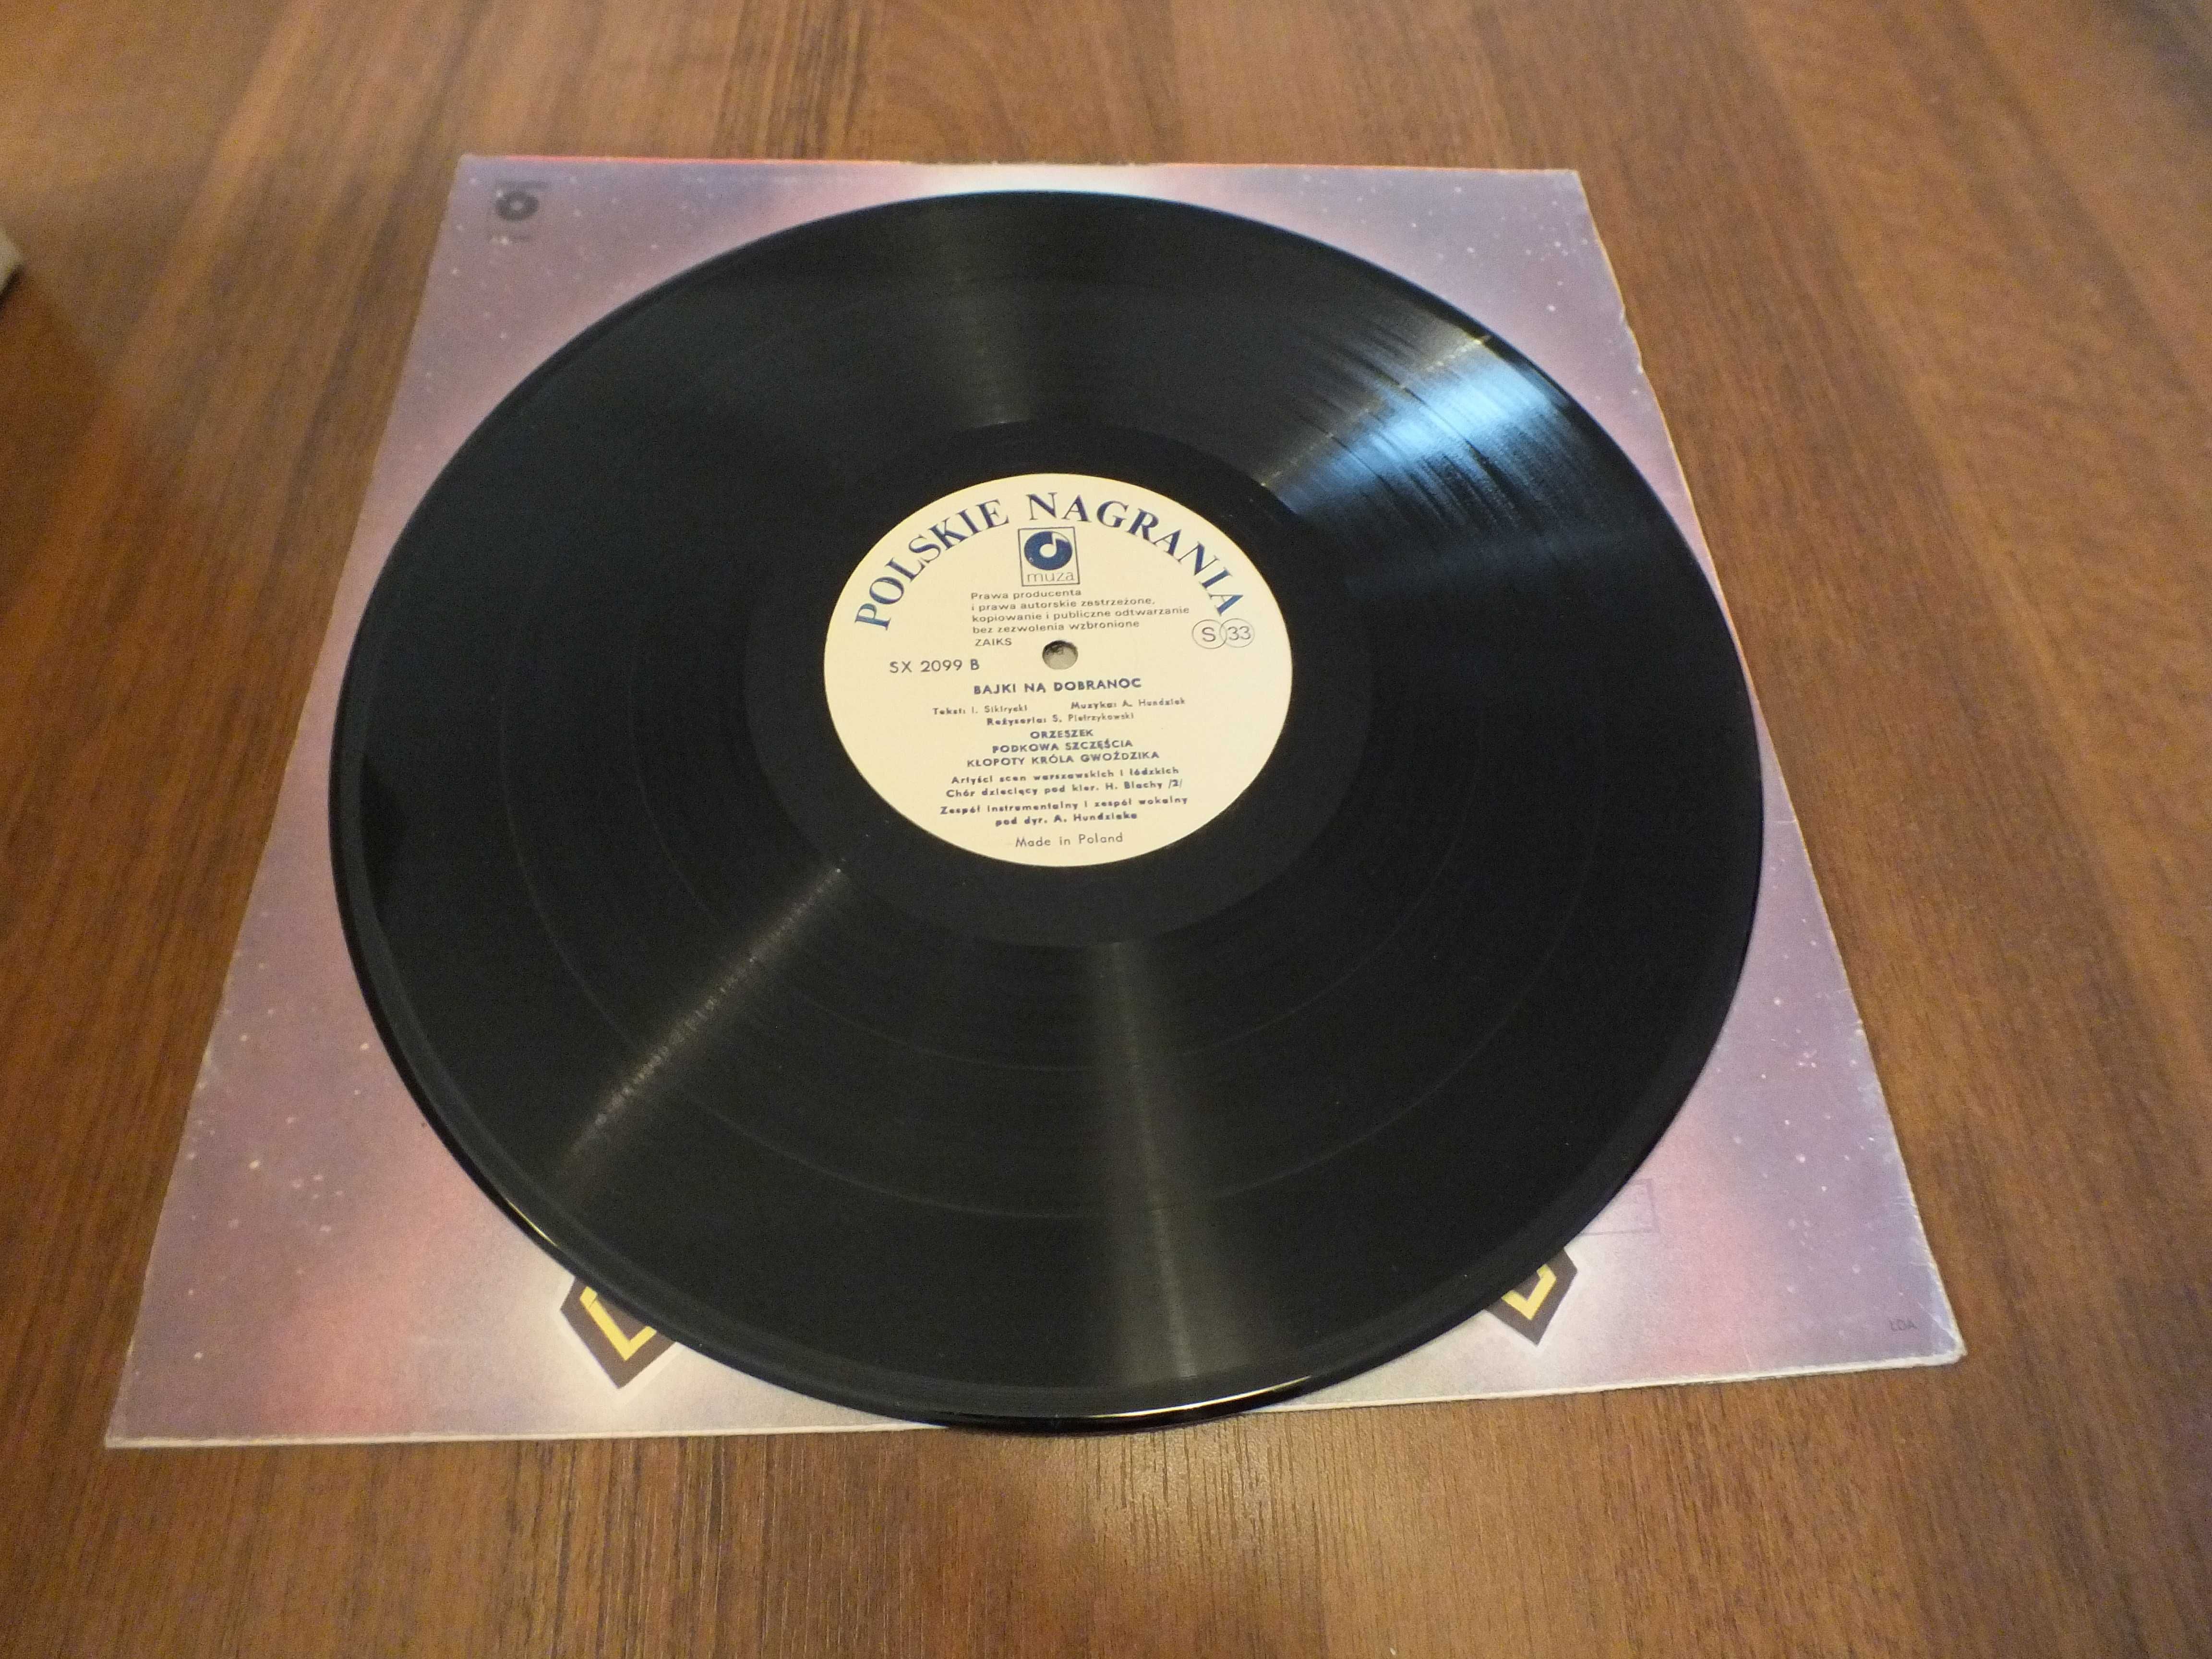 POLSKIE NAGRANIA
muza
Prawa producenta
i prawa autorskie zastrzeżone,
kopiowanie i publiczne odtwarzanie
bez zezwolenia wzbronione
ZAIKS
S 33
SX 2099 B
BAJKI NA DOBRANOC
Tekst: I. Sikirycki Muzyka: A. Hundziak
Reżyseria: S. Pietrzykowski
ORZESZEK
PODKOWA SZCZĘŚCIA
KŁOPOTY KRÓLA GWOŹDZIKA
Artyści scen warszawskich i łódzkich
Chór dziecięcy pod kier. H. Blachy /2/
Zespół instrumentalny i zespół wokalny
pod dyr. A. Hundziaka
Made in Poland
ŁDA